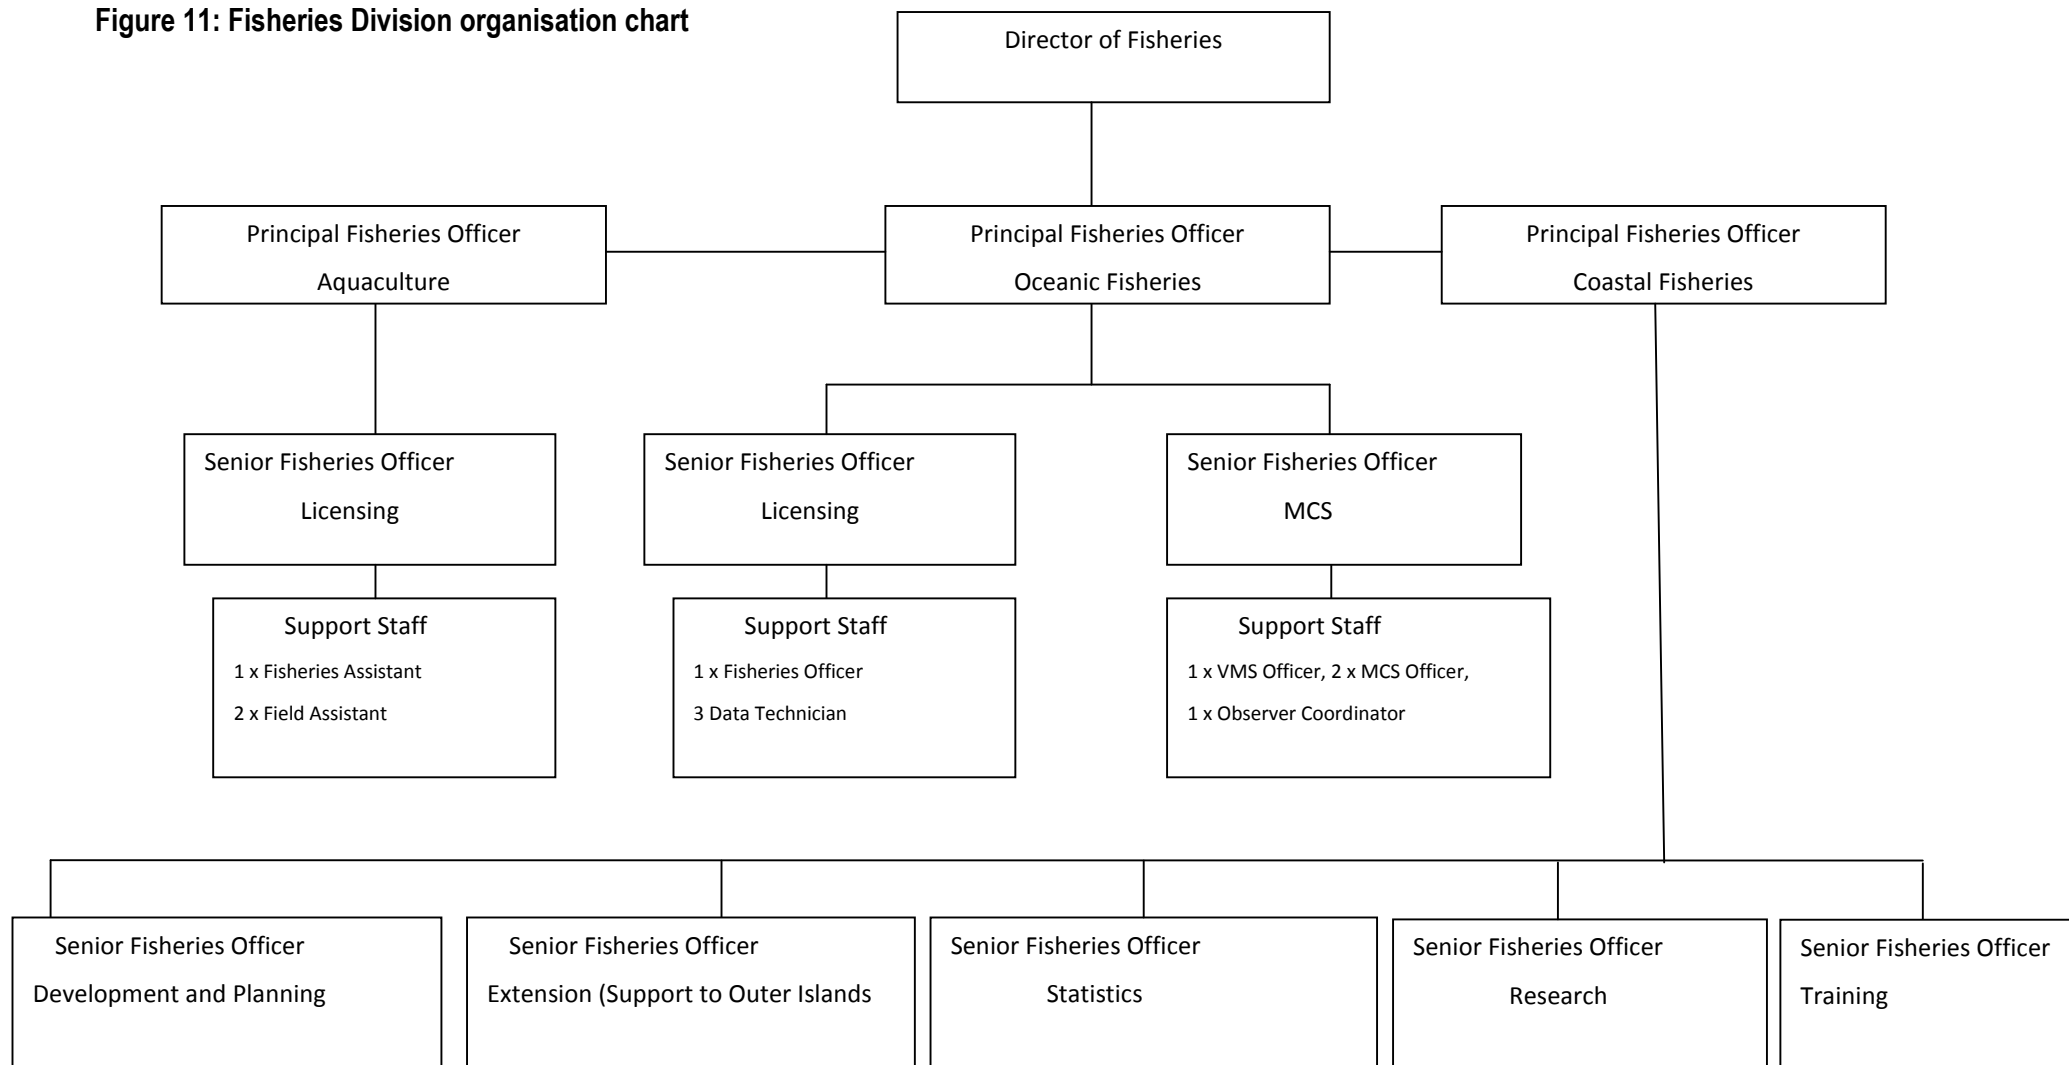 Figure 11: Fisheries Division organisation chart
Director of Fisheries
Principal Fisheries Officer
Aquaculture
Principal Fisheries Officer
Oceanic Fisheries
Principal Fisheries Officer
Coastal Fisheries
Senior Fisheries Officer
Licensing
Senior Fisheries Officer
Licensing
Senior Fisheries Officer
MCS
Support Staff
1 x Fisheries Assistant
2 x Field Assistant
Support Staff
1 x Fisheries Officer
3 Data Technician
Support Staff
1 x VMS Officer, 2 x MCS Officer,
1 x Observer Coordinator
Senior Fisheries Officer
Development and Planning
Senior Fisheries Officer
Extension (Support to Outer Islands
Senior Fisheries Officer
Statistics
Senior Fisheries Officer
Research
Senior Fisheries Officer
Training